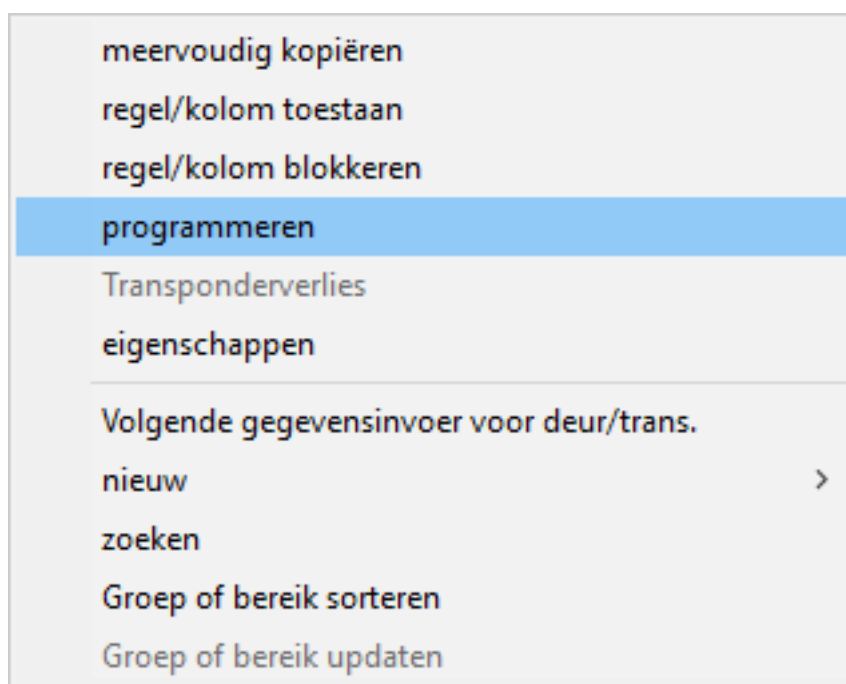 meervoudig kopiëren
regel/kolom toestaan
regel/kolom blokkeren
programmeren
Transponderverlies
eigenschappen
Volgende gegevensinvoer voor deur/trans.
nieuw
zoeken
Groep of bereik sorteren
Groep of bereik updaten